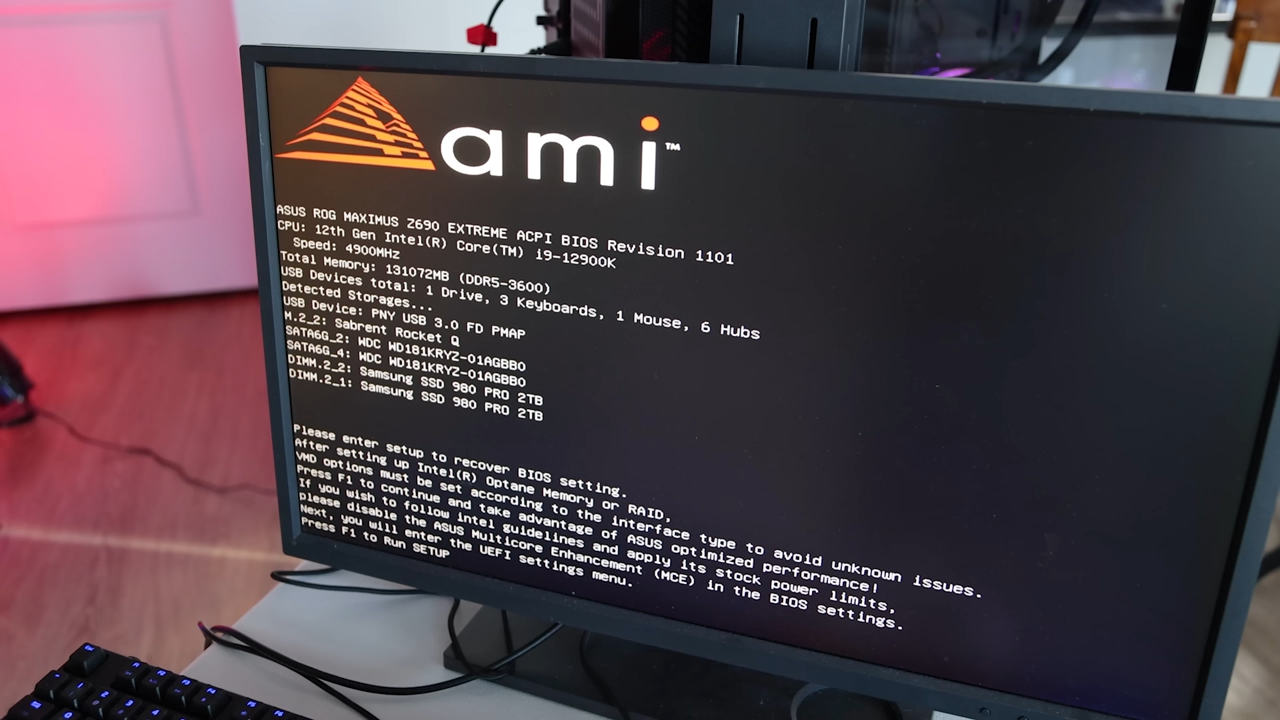 ami™
ASUS ROG MAXIMUS Z690 EXTREME ACPI BIOS Revision 1101
CPU: 12th Gen Intel(R) Core(TM) i9-12900K
Speed: 4900MHz
Total Memory: 131072MB (DDR5-3600)
USB Devices total: 1 Drive, 3 Keyboards, 1 Mouse, 6 Hubs
Detected Storages...
USB Device: PNY USB 3.0 FD PMAP
M.2_2: Sabrent Rocket Q
SATA6G_2: WDC WD181KRYZ-01AGBB0
SATA6G_4: WDC WD181KRYZ-01AGBB0
DIMM.2_2: Samsung SSD 980 PRO 2TB
DIMM.2_1: Samsung SSD 980 PRO 2TB
Please enter setup to recover BIOS setting.
After setting up Intel(R) Optane Memory or RAID,
VMD options must be set according to the interface type to avoid unknown issues.
Press F1 to continue and take advantage of ASUS optimized performance!
If you wish to follow intel guidelines and apply its stock power limits,
please disable the ASUS Multicore Enhancement (MCE) in the BIOS settings.
Next, you will enter the UEFI settings menu.
Press F1 to Run SETUP